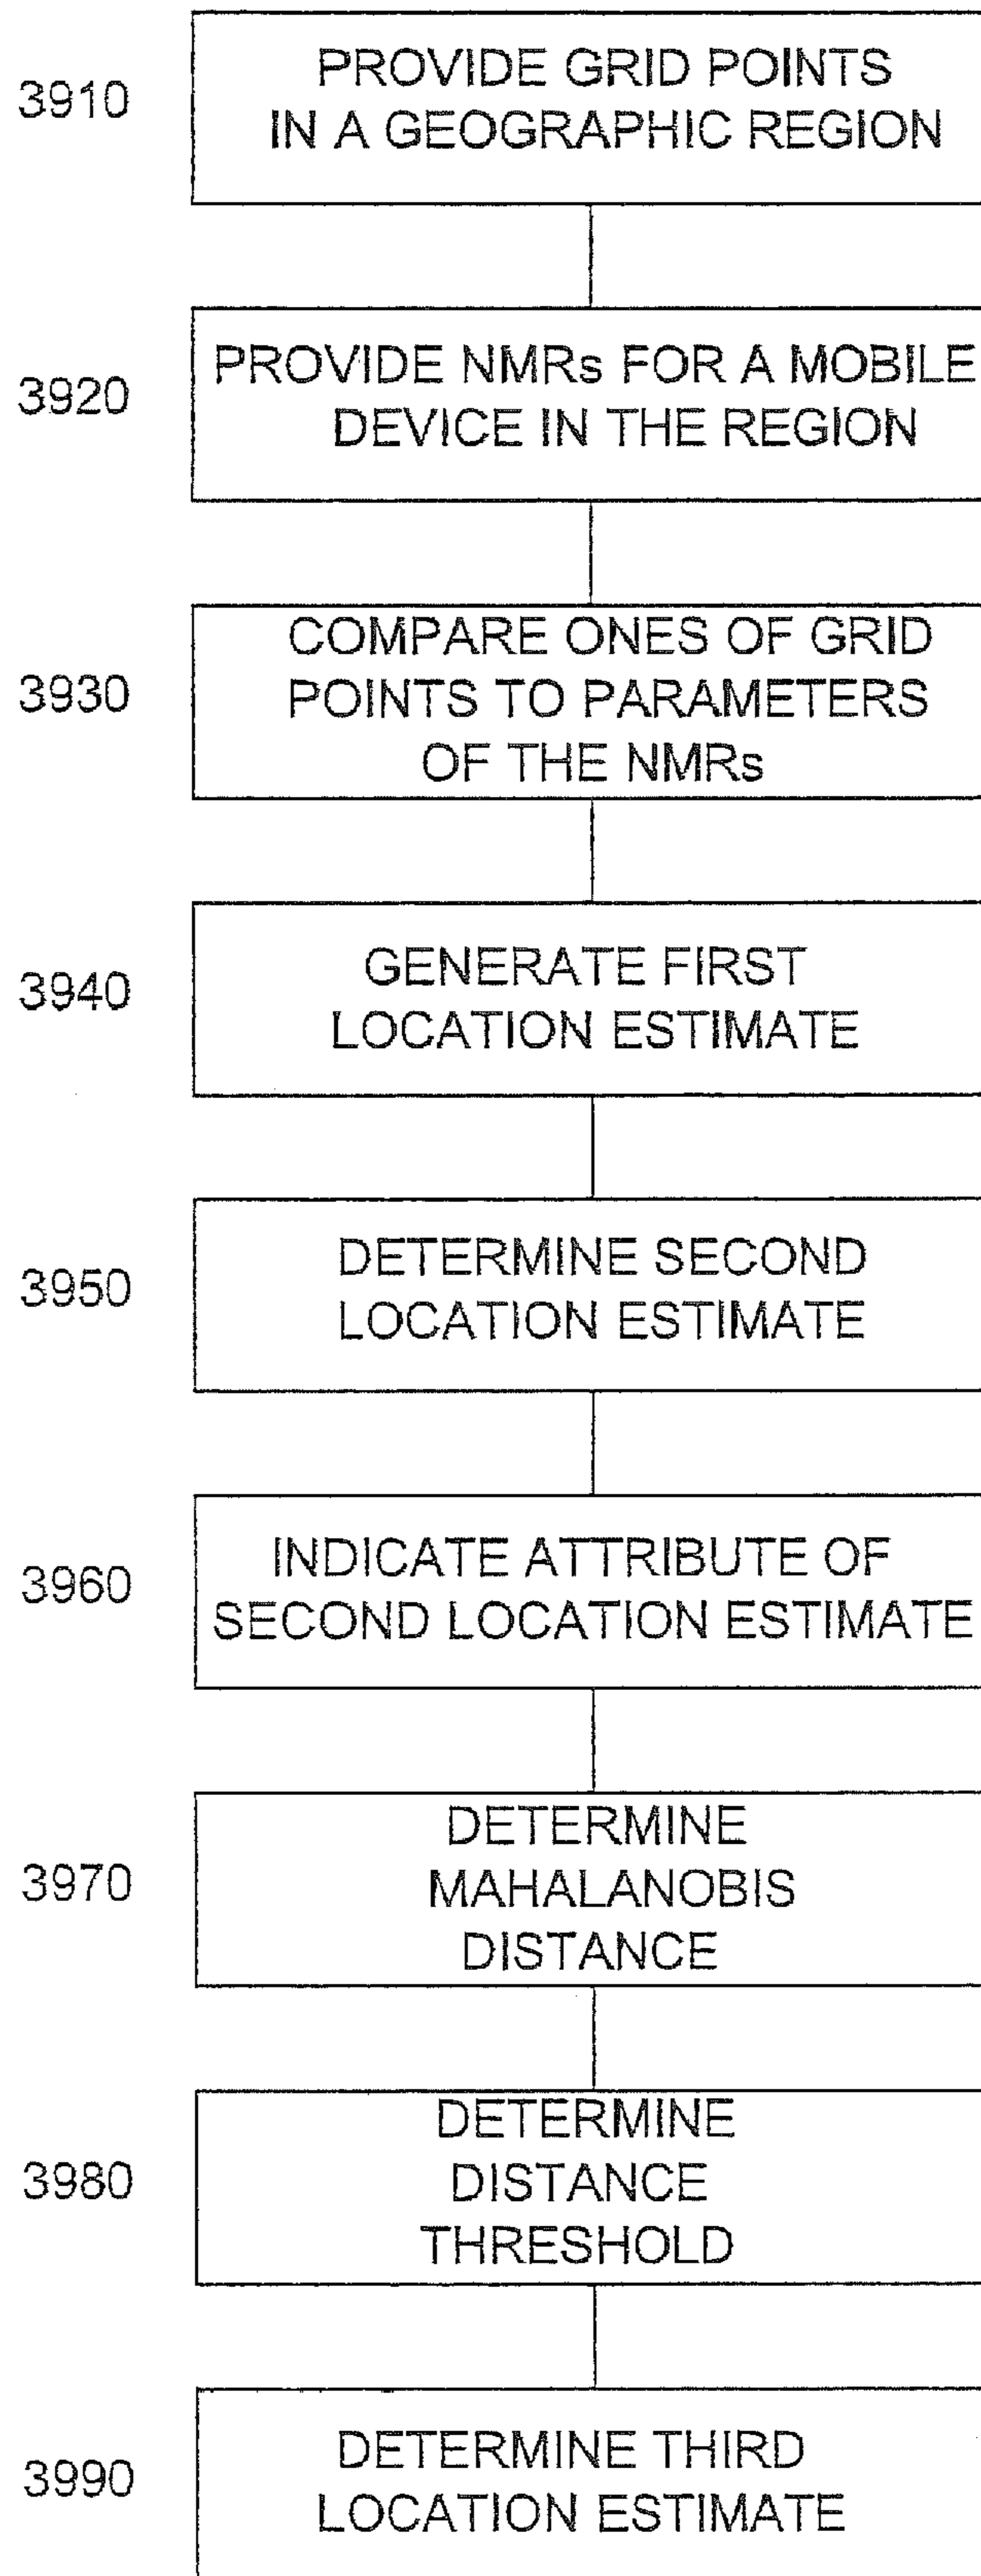 3910
PROVIDE GRID POINTS
IN A GEOGRAPHIC REGION
3920
PROVIDE NMRs FOR A MOBILE
DEVICE IN THE REGION
3930
COMPARE ONES OF GRID
POINTS TO PARAMETERS
OF THE NMRs
3940
GENERATE FIRST
LOCATION ESTIMATE
3950
DETERMINE SECOND
LOCATION ESTIMATE
3960
INDICATE ATTRIBUTE OF
SECOND LOCATION ESTIMATE
3970
DETERMINE
MAHALANOBIS
DISTANCE
3980
DETERMINE
DISTANCE
THRESHOLD
3990
DETERMINE THIRD
LOCATION ESTIMATE